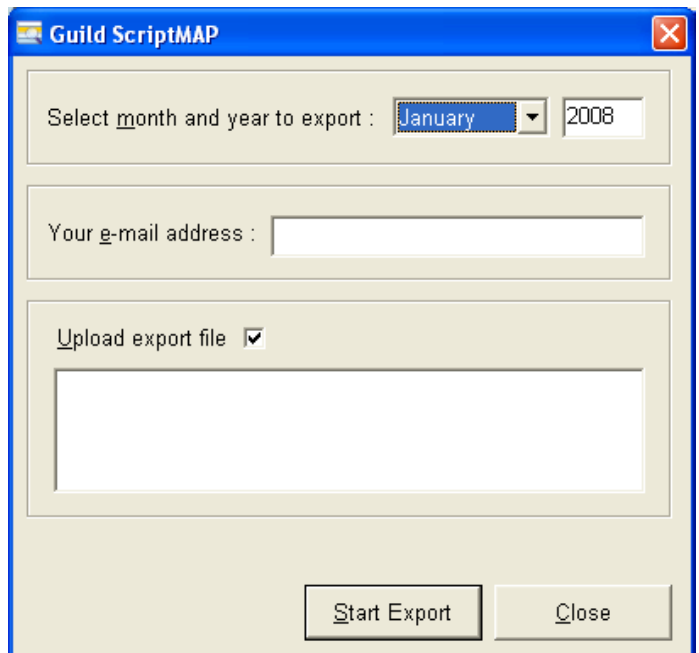 Guild ScriptMAP
Select month and year to export : January 2008
Your e-mail address :
Upload export file
Start Export Close